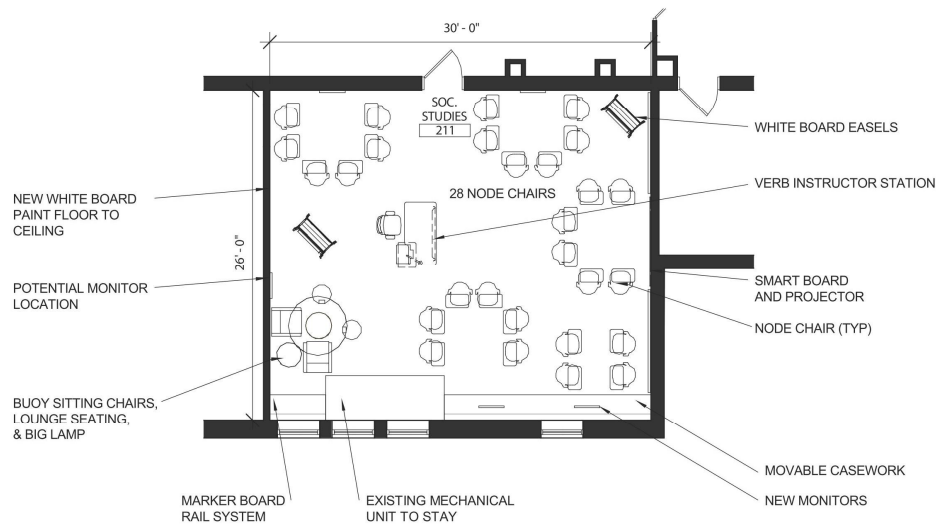 30' - 0"
SOC.
STUDIES
211
WHITE BOARD EASELS
28 NODE CHAIRS
VERB INSTRUCTOR STATION
NEW WHITE BOARD
PAINT FLOOR TO
CEILING
26' - 0"
POTENTIAL MONITOR
LOCATION
SMART BOARD
AND PROJECTOR
NODE CHAIR (TYP)
BUOY SITTING CHAIRS,
LOUNGE SEATING,
& BIG LAMP
MOVABLE CASEWORK
MARKER BOARD
RAIL SYSTEM
EXISTING MECHANICAL
UNIT TO STAY
NEW MONITORS